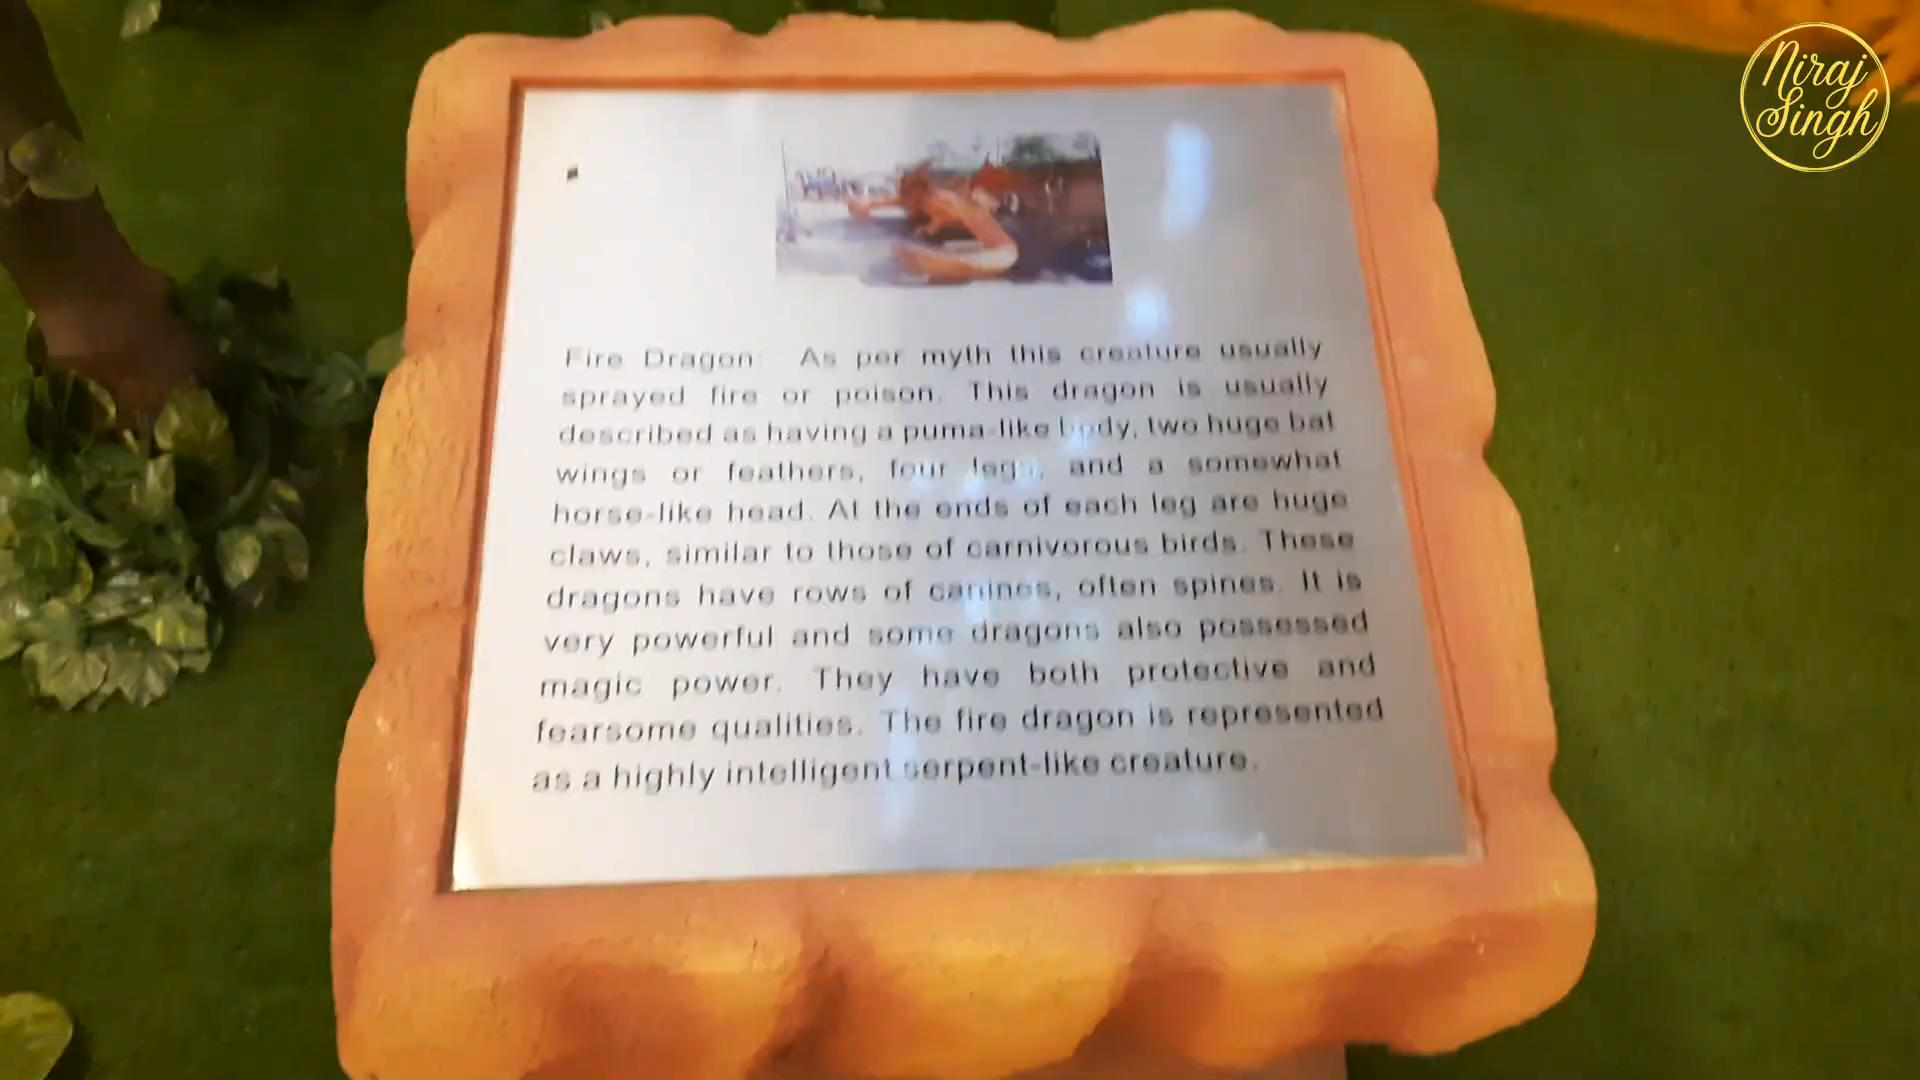 Niraj
Singh
Fire Dragon: As per myth this creature usually
sprayed fire or poison. This dragon is usually
described as having a puma-like body, two huge bat
wings or feathers, four legs, and a somewhat
horse-like head. At the ends of each leg are huge
claws, similar to those of carnivorous birds. These
dragons have rows of canines, often spines. It is
very powerful and some dragons also possessed
magic power. They have both protective and
fearsome qualities. The fire dragon is represented
as a highly intelligent serpent-like creature.